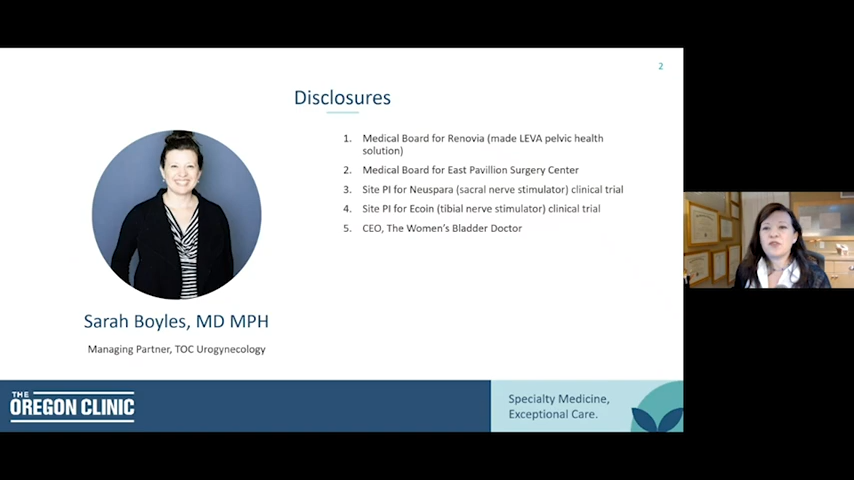 2
Disclosures
1. Medical Board for Renovia (made LEVA pelvic health
solution)
2. Medical Board for East Pavillion Surgery Center
3. Site PI for Neuspara (sacral nerve stimulator) clinical trial
4. Site PI for Ecoin (tibial nerve stimulator) clinical trial
5. CEO, The Women's Bladder Doctor
Sarah Boyles, MD MPH
Managing Partner, TOC Urogynecology
THE
OREGON CLINIC
Specialty Medicine,
Exceptional Care.